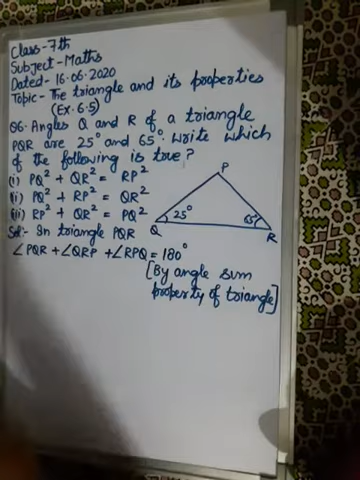 Class-7th
Subject-Maths
Dated-16.06.2020
Topic- The triangle and its properties
(Ex.6.5)
Q6. Angles Q and R of a triangle
PQR are 25° and 65°. Write which
of the following is true?
(i) PQ² + QR² = RP²
(ii) PQ² + RP² = QR²
(iii) RP² + QR² = PQ²
P
Q
25°
65°
R
Sol:- In triangle PQR
∠PQR + ∠QRP + ∠RPQ = 180°
[By angle sum
property of triangle]